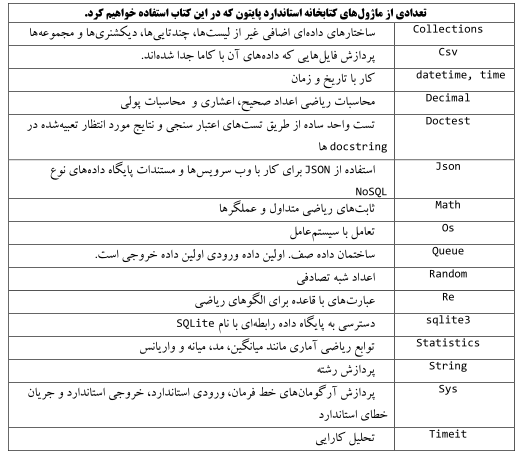 تعدادی از ماژول‌های کتابخانه استاندارد پایتون که در این کتاب استفاده خواهیم کرد.
Collections ساختارهای داده‌ای اضافی غیر از لیست‌ها، چندتایی‌ها، دیکشنری‌ها و مجموعه‌ها
Csv پردازش فایل‌هایی که داده‌های آن با کاما جدا شده‌اند.
datetime, time کار با تاریخ و زمان
Decimal محاسبات ریاضی اعداد صحیح، اعشاری و محاسبات پولی
Doctest تست واحد ساده از طریق تست‌های اعتبار سنجی و نتایج مورد انتظار تعبیه‌شده در
docstring ها
Json استفاده از JSON برای کار با وب سرویس‌ها و مستندات پایگاه داده‌های نوع
NoSQL
Math ثابت‌های ریاضی متداول و عملگرها
Os تعامل با سیستم‌عامل
Queue ساختمان داده صف. اولین داده ورودی اولین داده خروجی است.
Random اعداد شبه تصادفی
Re عبارت‌های با قاعده برای الگوهای ریاضی
sqlite3 دسترسی به پایگاه داده رابطه‌ای با نام SQLite
Statistics توابع ریاضی آماری مانند میانگین، مد، میانه و واریانس
String پردازش رشته
Sys پردازش آرگومان‌های خط فرمان، ورودی استاندارد، خروجی استاندارد و جریان
خطای استاندارد
Timeit تحلیل کارایی